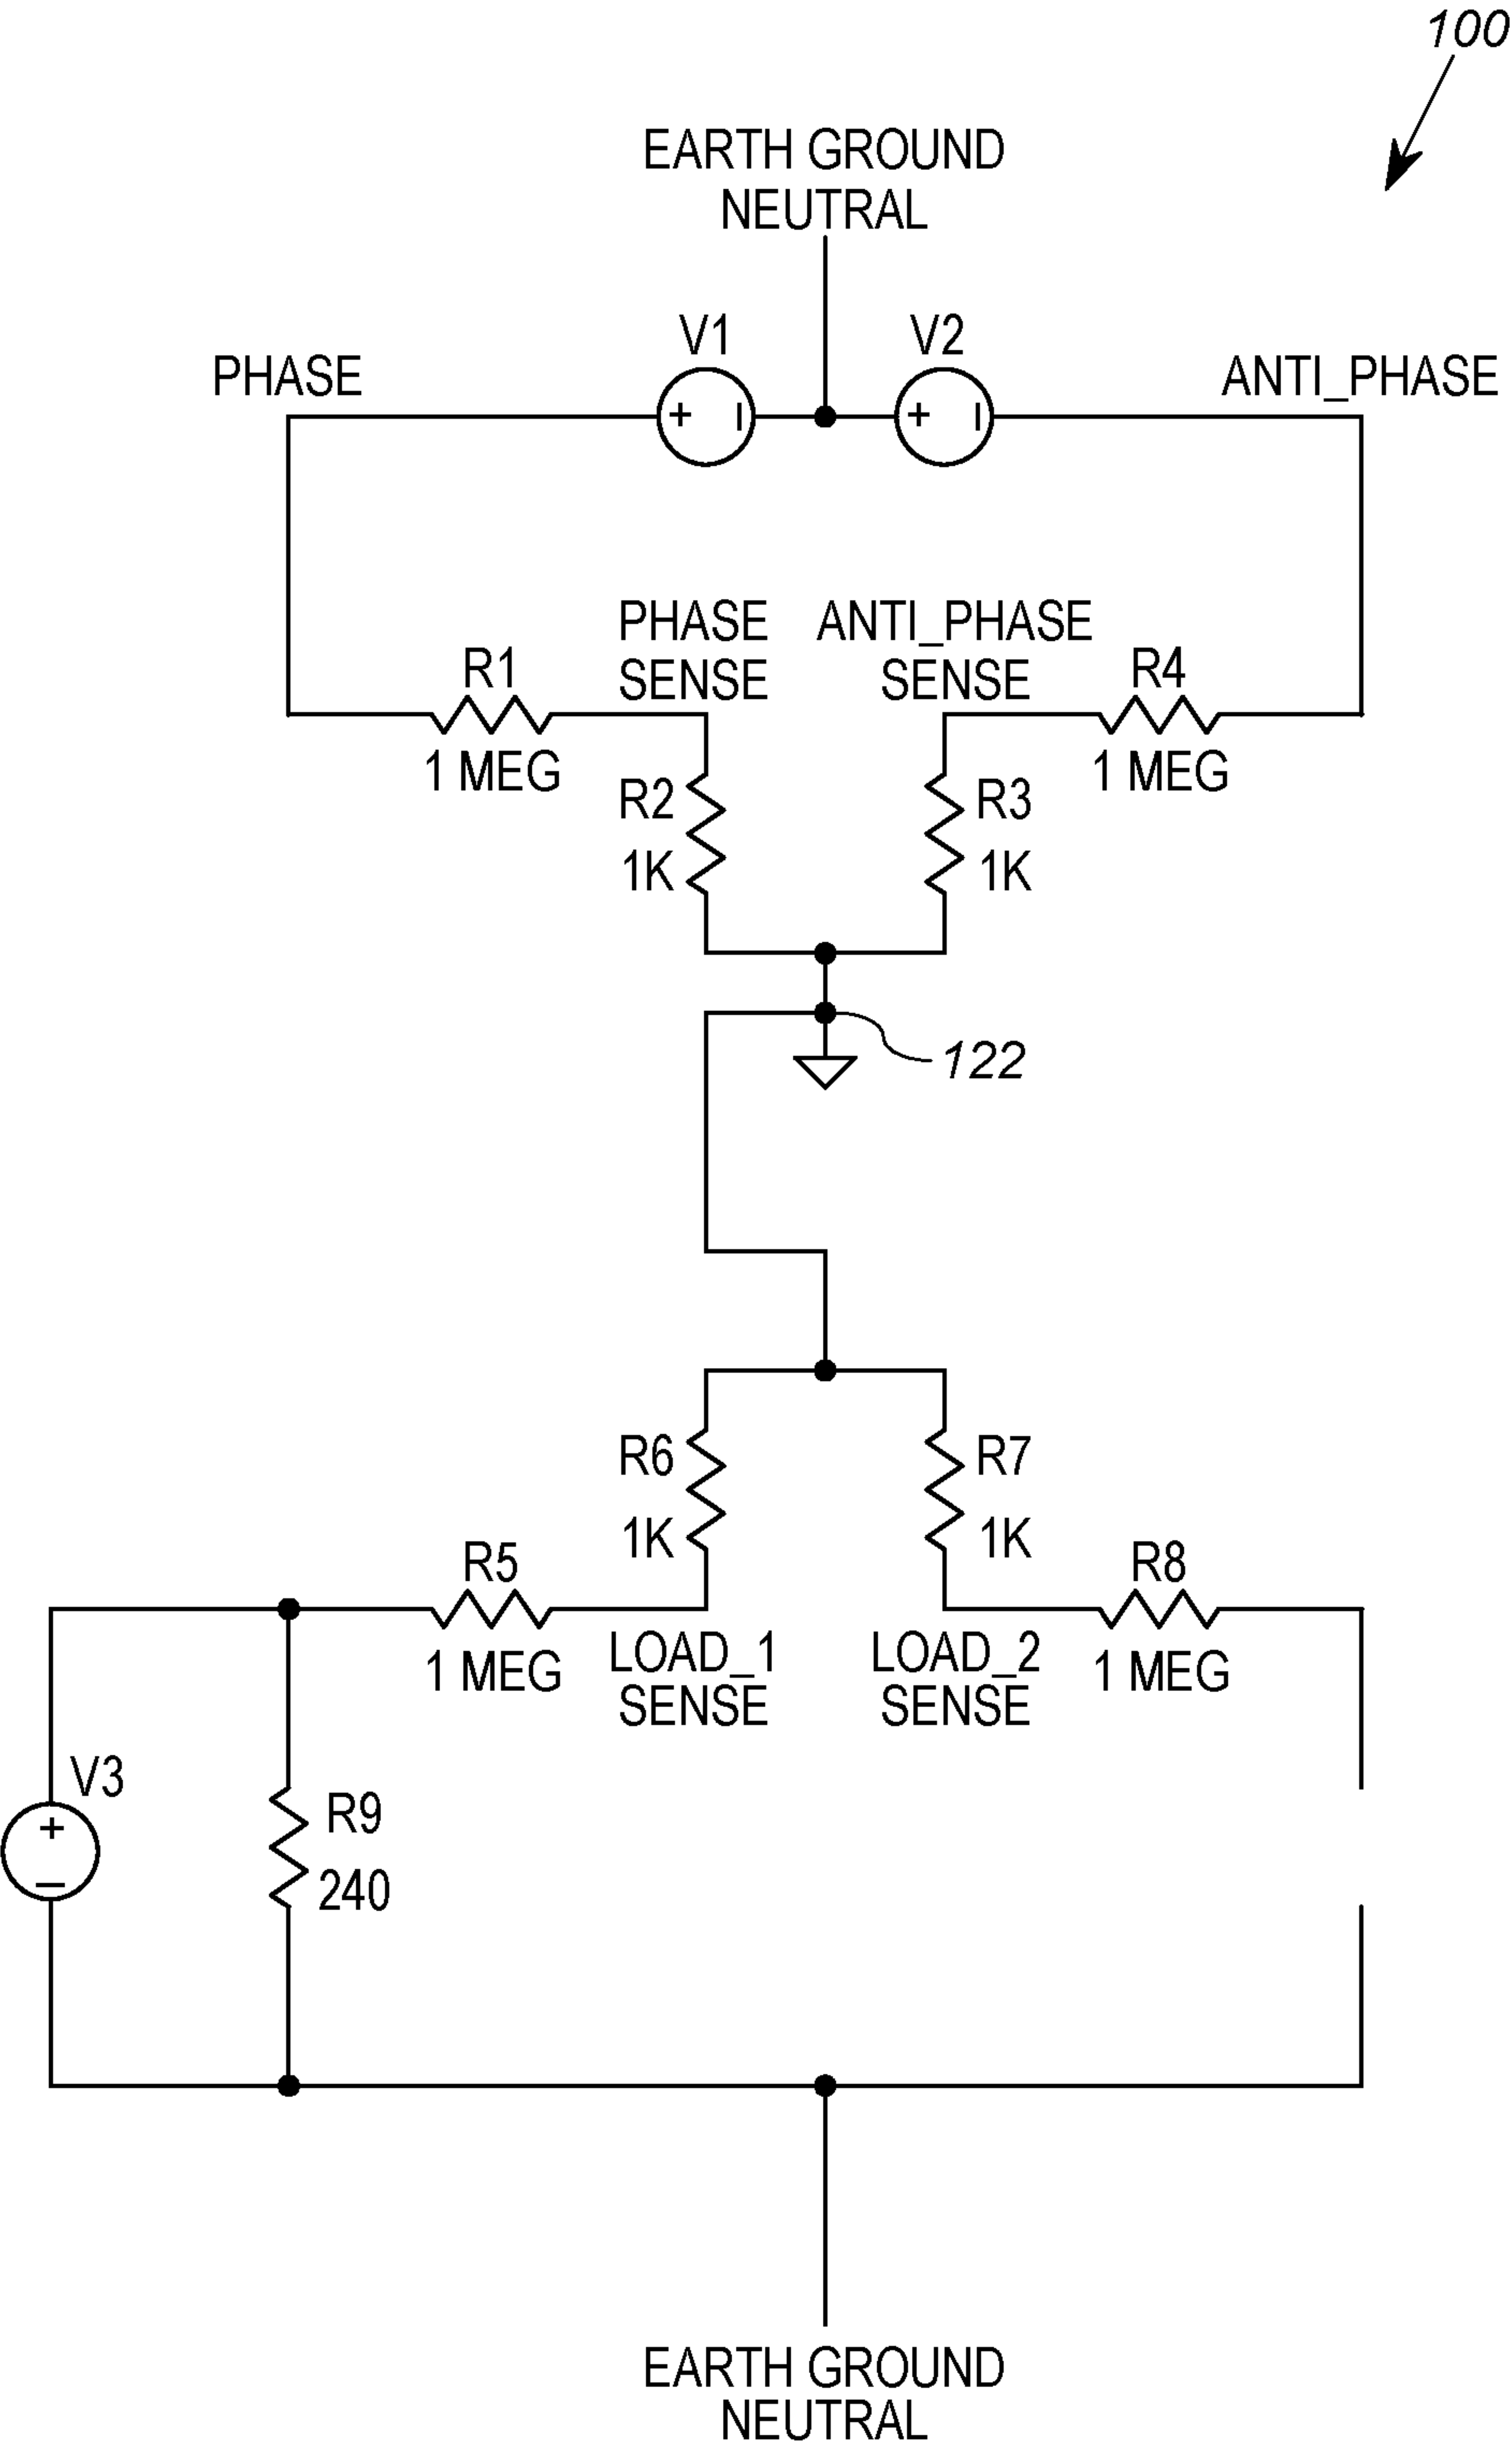 100
EARTH GROUND
NEUTRAL
V1
V2
PHASE
ANTI_PHASE
+
+
PHASE
SENSE
ANTI_PHASE
SENSE
R1
1 MEG
R4
1 MEG
R2
1K
R3
1K
122
R6
1K
R7
1K
R5
1 MEG
R8
1 MEG
LOAD_1
SENSE
LOAD_2
SENSE
V3
+
–
R9
240
EARTH GROUND
NEUTRAL